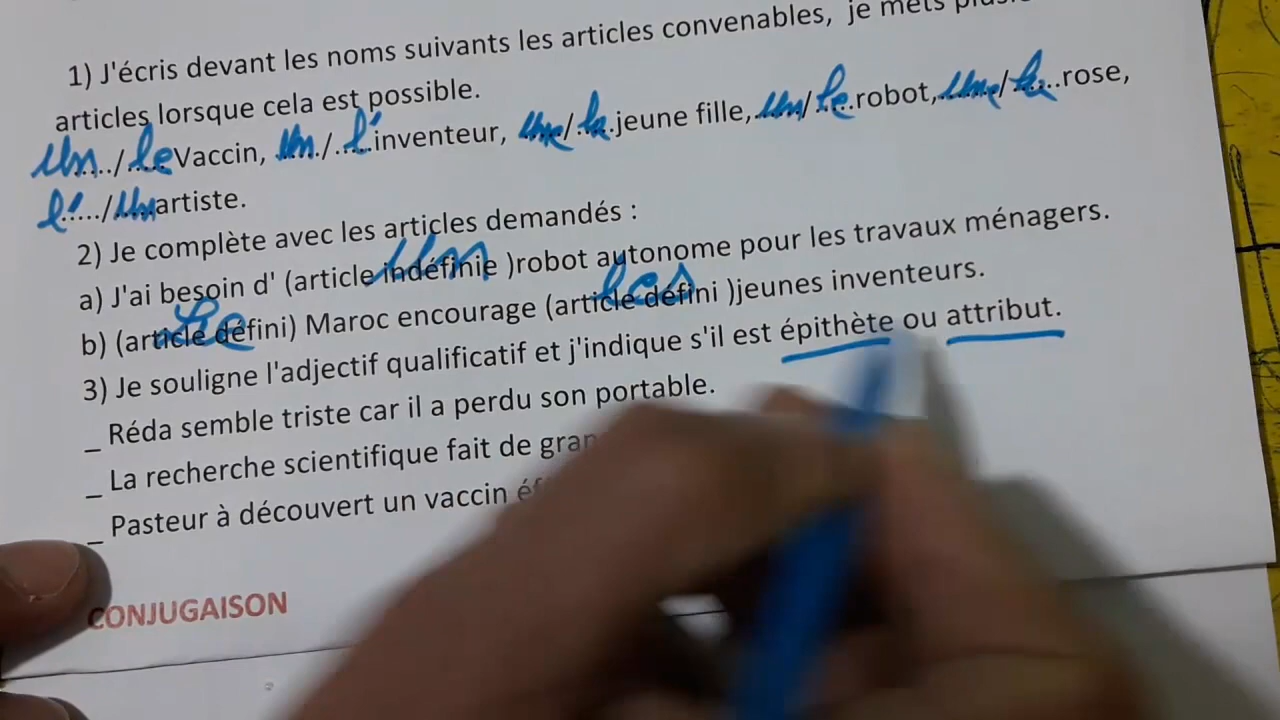 1) J'écris devant les noms suivants les articles convenables, je mets
articles lorsque cela est possible.
Un...../le Vaccin, Un..../.....l'inventeur, une/.la.jeune fille, un/le robot, une/la...rose,
l'...../un artiste.
2) Je complète avec les articles demandés :
a) J'ai besoin d' (article indéfinie )robot autonome pour les travaux ménagers.
un
b) (article défini) Maroc encourage (article défini )jeunes inventeurs.
Le les
3) Je souligne l'adjectif qualificatif et j'indique s'il est épithète ou attribut.
_ Réda semble triste car il a perdu son portable.
_ La recherche scientifique fait de
_ Pasteur à découvert un vaccin
CONJUGAISON